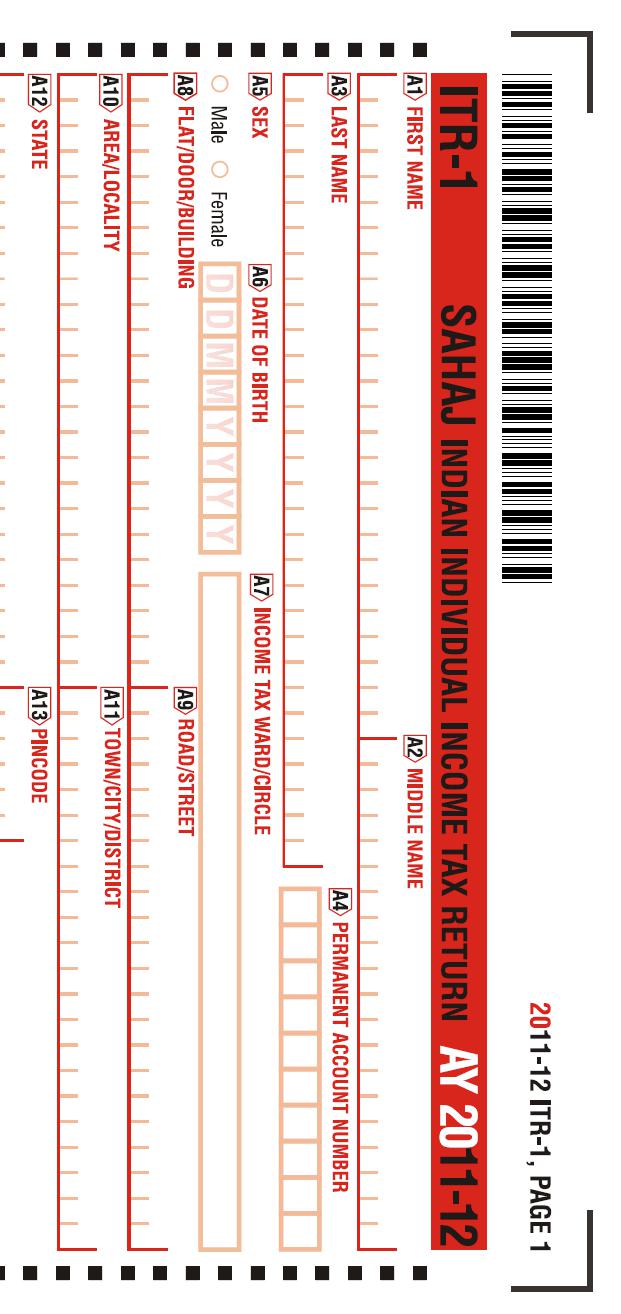 2011-12 ITR-1, PAGE 1
ITR-1 SAHAJ INDIAN INDIVIDUAL INCOME TAX RETURN AY 2011-12
A1 FIRST NAME A2 MIDDLE NAME
A3 LAST NAME A4 PERMANENT ACCOUNT NUMBER
A5 SEX A6 DATE OF BIRTH A7 INCOME TAX WARD/CIRCLE
Male Female D D M M Y Y Y Y
A8 FLAT/DOOR/BUILDING A9 ROAD/STREET
A10 AREA/LOCALITY A11 TOWN/CITY/DISTRICT
A12 STATE A13 PINCODE